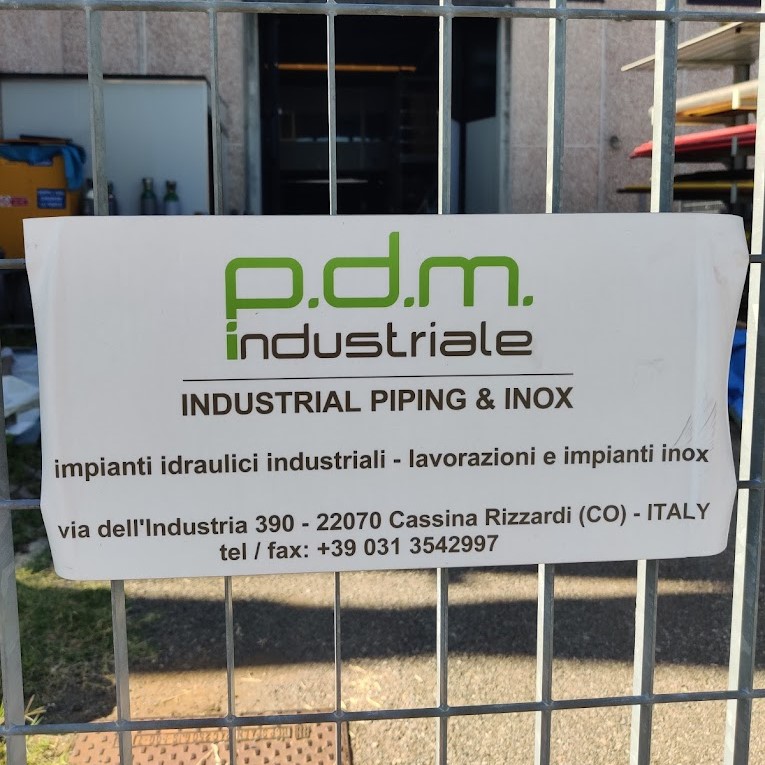 p.d.m.
industriale
INDUSTRIAL PIPING & INOX
impianti idraulici industriali - lavorazioni e impianti inox
via dell'Industria 390 - 22070 Cassina Rizzardi (CO) - ITALY
tel / fax: +39 031 3542997